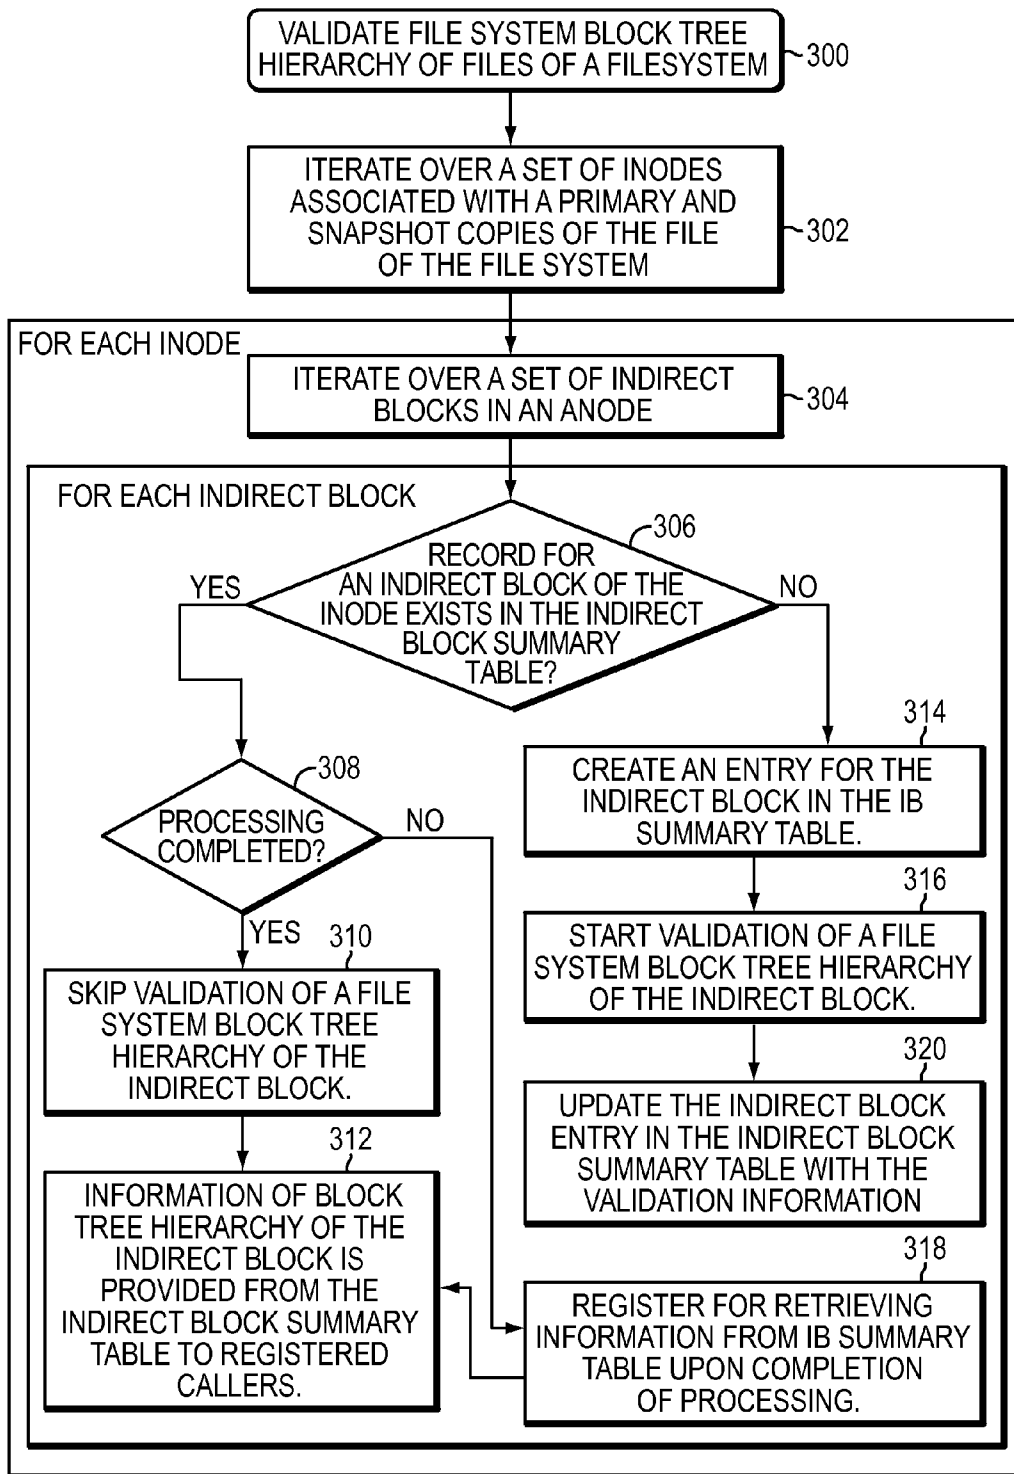 VALIDATE FILE SYSTEM BLOCK TREE
HIERARCHY OF FILES OF A FILESYSTEM
300
ITERATE OVER A SET OF INODES
ASSOCIATED WITH A PRIMARY AND
SNAPSHOT COPIES OF THE FILE
OF THE FILE SYSTEM
302
FOR EACH INODE
ITERATE OVER A SET OF INDIRECT
BLOCKS IN AN ANODE
304
FOR EACH INDIRECT BLOCK
306
RECORD FOR
AN INDIRECT BLOCK OF THE
INODE EXISTS IN THE INDIRECT
BLOCK SUMMARY
TABLE?
YES
NO
308
PROCESSING
COMPLETED?
NO
YES
310
SKIP VALIDATION OF A FILE
SYSTEM BLOCK TREE
HIERARCHY OF THE
INDIRECT BLOCK.
312
INFORMATION OF BLOCK
TREE HIERARCHY OF THE
INDIRECT BLOCK IS
PROVIDED FROM THE
INDIRECT BLOCK SUMMARY
TABLE TO REGISTERED
CALLERS.
314
CREATE AN ENTRY FOR THE
INDIRECT BLOCK IN THE IB
SUMMARY TABLE.
316
START VALIDATION OF A FILE
SYSTEM BLOCK TREE HIERARCHY
OF THE INDIRECT BLOCK.
320
UPDATE THE INDIRECT BLOCK
ENTRY IN THE INDIRECT BLOCK
SUMMARY TABLE WITH THE
VALIDATION INFORMATION
318
REGISTER FOR RETRIEVING
INFORMATION FROM IB SUMMARY
TABLE UPON COMPLETION
OF PROCESSING.